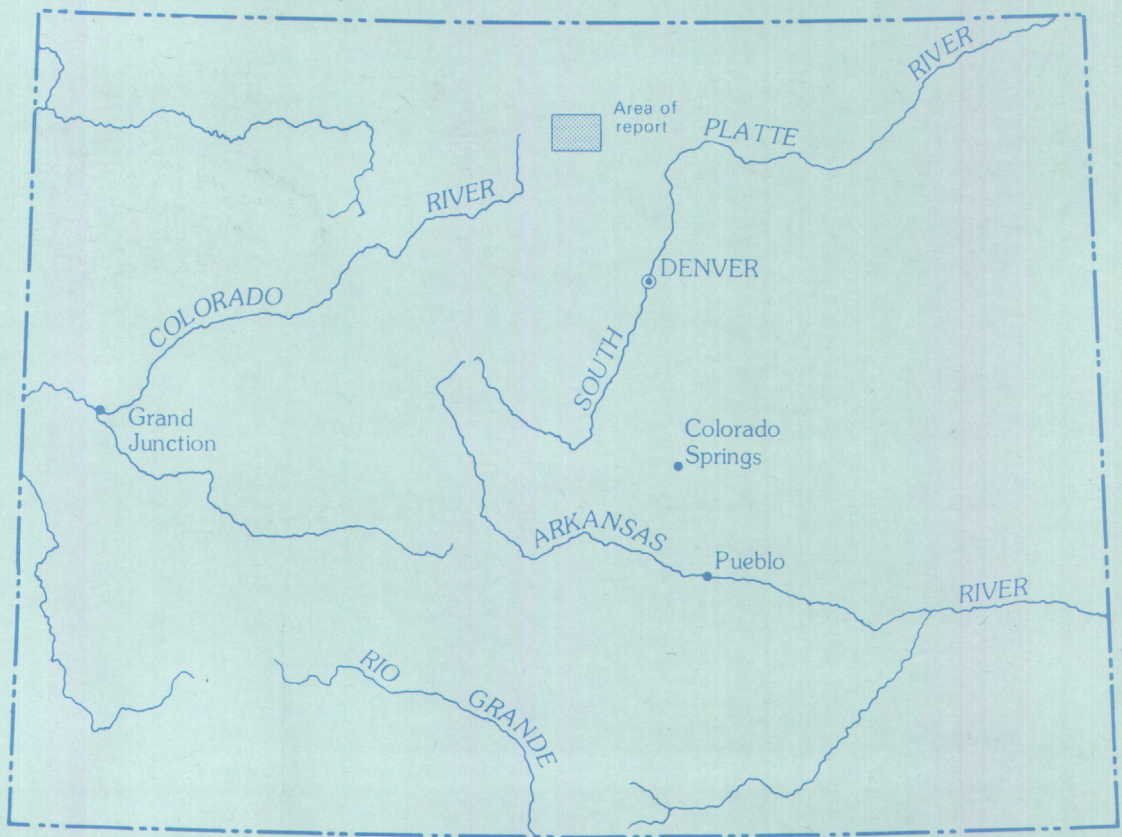 RIVER
Area of
report
PLATTE
RIVER
DENVER
COLORADO
SOUTH
Grand
Junction
Colorado
Springs
ARKANSAS
Pueblo
RIVER
RIO
GRANDE